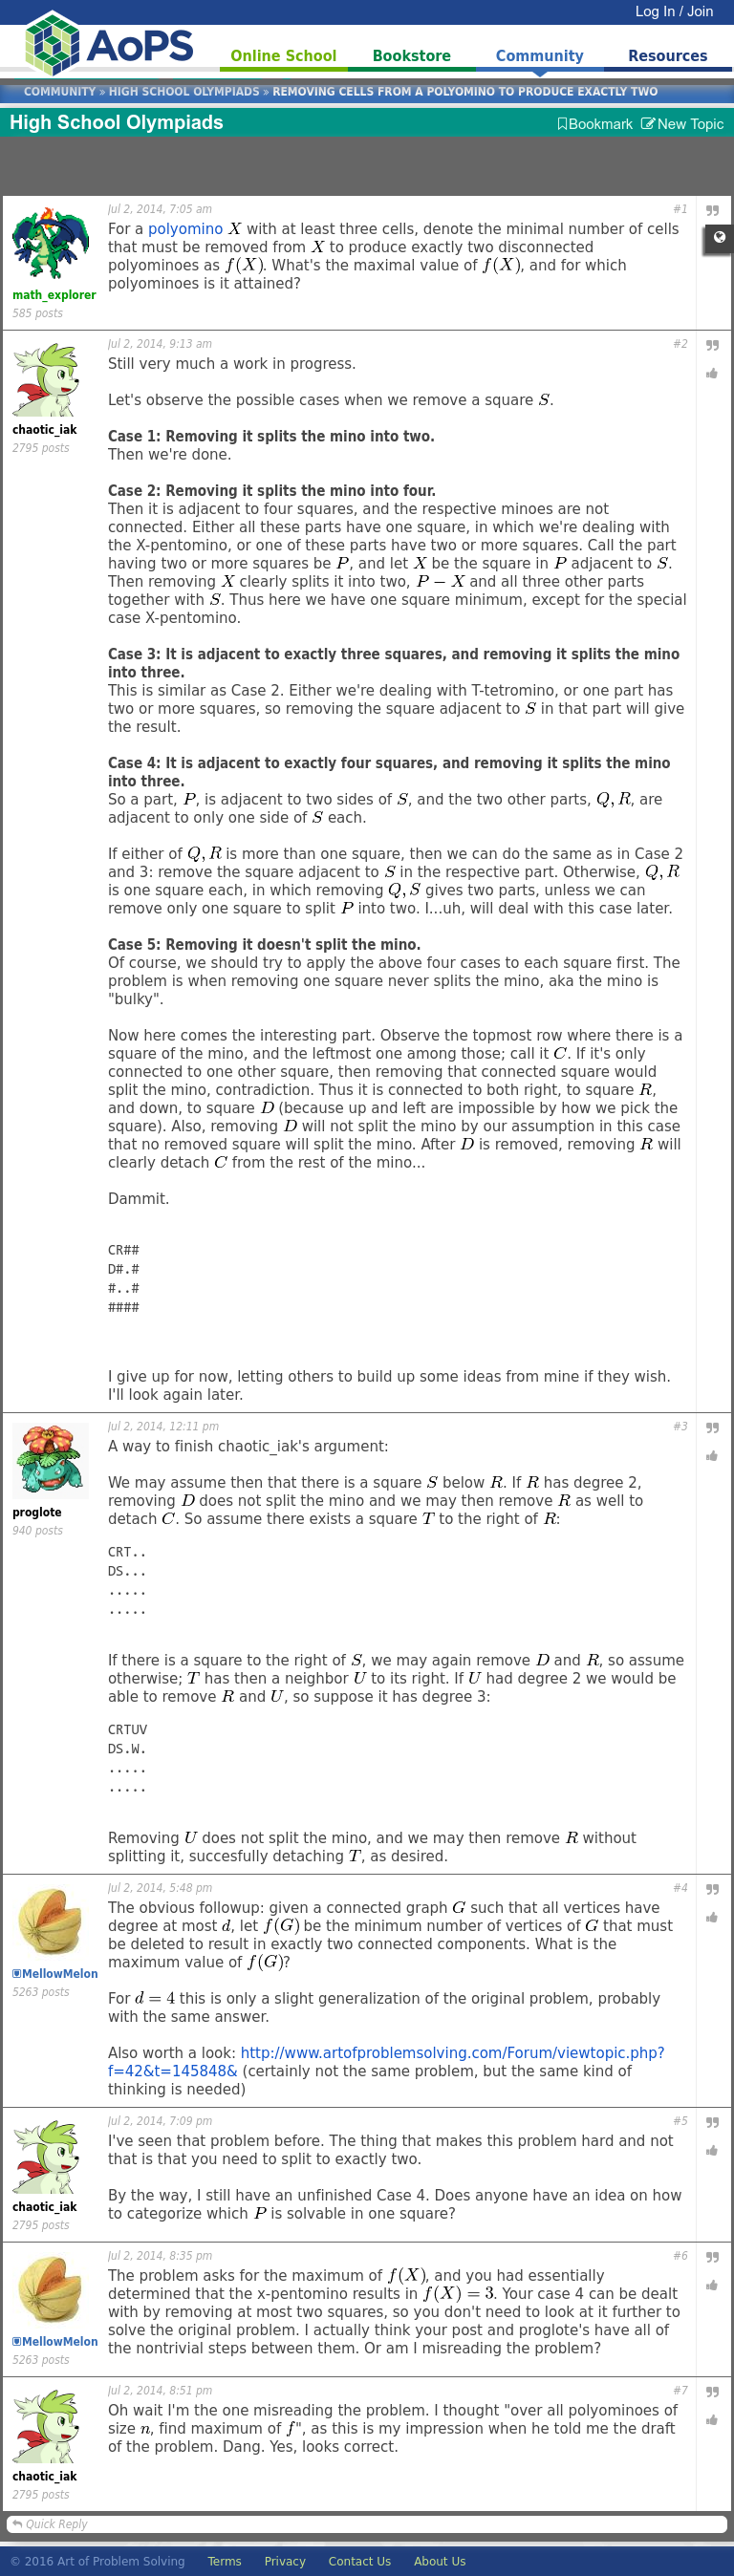 Log In / Join
AoPS
Online School Bookstore Community Resources
COMMUNITY » HIGH SCHOOL OLYMPIADS » REMOVING CELLS FROM A POLYOMINO TO PRODUCE EXACTLY TWO
High School Olympiads
Bookmark New Topic
math_explorer
585 posts
Jul 2, 2014, 7:05 am #1
For a polyomino X with at least three cells, denote the minimal number of cells
that must be removed from X to produce exactly two disconnected
polyominoes as f(X). What's the maximal value of f(X), and for which
polyominoes is it attained?
chaotic_iak
2795 posts
Jul 2, 2014, 9:13 am #2
Still very much a work in progress.
Let's observe the possible cases when we remove a square S.
Case 1: Removing it splits the mino into two.
Then we're done.
Case 2: Removing it splits the mino into four.
Then it is adjacent to four squares, and the respective minoes are not
connected. Either all these parts have one square, in which we're dealing with
the X-pentomino, or one of these parts have two or more squares. Call the part
having two or more squares be P, and let X be the square in P adjacent to S.
Then removing X clearly splits it into two, P − X and all three other parts
together with S. Thus here we have one square minimum, except for the special
case X-pentomino.
Case 3: It is adjacent to exactly three squares, and removing it splits the mino
into three.
This is similar as Case 2. Either we're dealing with T-tetromino, or one part has
two or more squares, so removing the square adjacent to S in that part will give
the result.
Case 4: It is adjacent to exactly four squares, and removing it splits the mino
into three.
So a part, P, is adjacent to two sides of S, and the two other parts, Q, R, are
adjacent to only one side of S each.
If either of Q, R is more than one square, then we can do the same as in Case 2
and 3: remove the square adjacent to S in the respective part. Otherwise, Q, R
is one square each, in which removing Q, S gives two parts, unless we can
remove only one square to split P into two. I...uh, will deal with this case later.
Case 5: Removing it doesn't split the mino.
Of course, we should try to apply the above four cases to each square first. The
problem is when removing one square never splits the mino, aka the mino is
"bulky".
Now here comes the interesting part. Observe the topmost row where there is a
square of the mino, and the leftmost one among those; call it C. If it's only
connected to one other square, then removing that connected square would
split the mino, contradiction. Thus it is connected to both right, to square R,
and down, to square D (because up and left are impossible by how we pick the
square). Also, removing D will not split the mino by our assumption in this case
that no removed square will split the mino. After D is removed, removing R will
clearly detach C from the rest of the mino...
Dammit.
CR##
D#.#
#..#
####
I give up for now, letting others to build up some ideas from mine if they wish.
I'll look again later.
proglote
940 posts
Jul 2, 2014, 12:11 pm #3
A way to finish chaotic_iak's argument:
We may assume then that there is a square S below R. If R has degree 2,
removing D does not split the mino and we may then remove R as well to
detach C. So assume there exists a square T to the right of R:
CRT..
DS...
.....
.....
If there is a square to the right of S, we may again remove D and R, so assume
otherwise; T has then a neighbor U to its right. If U had degree 2 we would be
able to remove R and U, so suppose it has degree 3:
CRTUV
DS.W.
.....
.....
Removing U does not split the mino, and we may then remove R without
splitting it, succesfully detaching T, as desired.
MellowMelon
5263 posts
Jul 2, 2014, 5:48 pm #4
The obvious followup: given a connected graph G such that all vertices have
degree at most d, let f(G) be the minimum number of vertices of G that must
be deleted to result in exactly two connected components. What is the
maximum value of f(G)?
For d = 4 this is only a slight generalization of the original problem, probably
with the same answer.
Also worth a look: http://www.artofproblemsolving.com/Forum/viewtopic.php?
f=42&t=145848& (certainly not the same problem, but the same kind of
thinking is needed)
chaotic_iak
2795 posts
Jul 2, 2014, 7:09 pm #5
I've seen that problem before. The thing that makes this problem hard and not
that is that you need to split to exactly two.
By the way, I still have an unfinished Case 4. Does anyone have an idea on how
to categorize which P is solvable in one square?
MellowMelon
5263 posts
Jul 2, 2014, 8:35 pm #6
The problem asks for the maximum of f(X), and you had essentially
determined that the x-pentomino results in f(X) = 3. Your case 4 can be dealt
with by removing at most two squares, so you don't need to look at it further to
solve the original problem. I actually think your post and proglote's have all of
the nontrivial steps between them. Or am I misreading the problem?
chaotic_iak
2795 posts
Jul 2, 2014, 8:51 pm #7
Oh wait I'm the one misreading the problem. I thought "over all polyominoes of
size n, find maximum of f", as this is my impression when he told me the draft
of the problem. Dang. Yes, looks correct.
Quick Reply
© 2016 Art of Problem Solving Terms Privacy Contact Us About Us